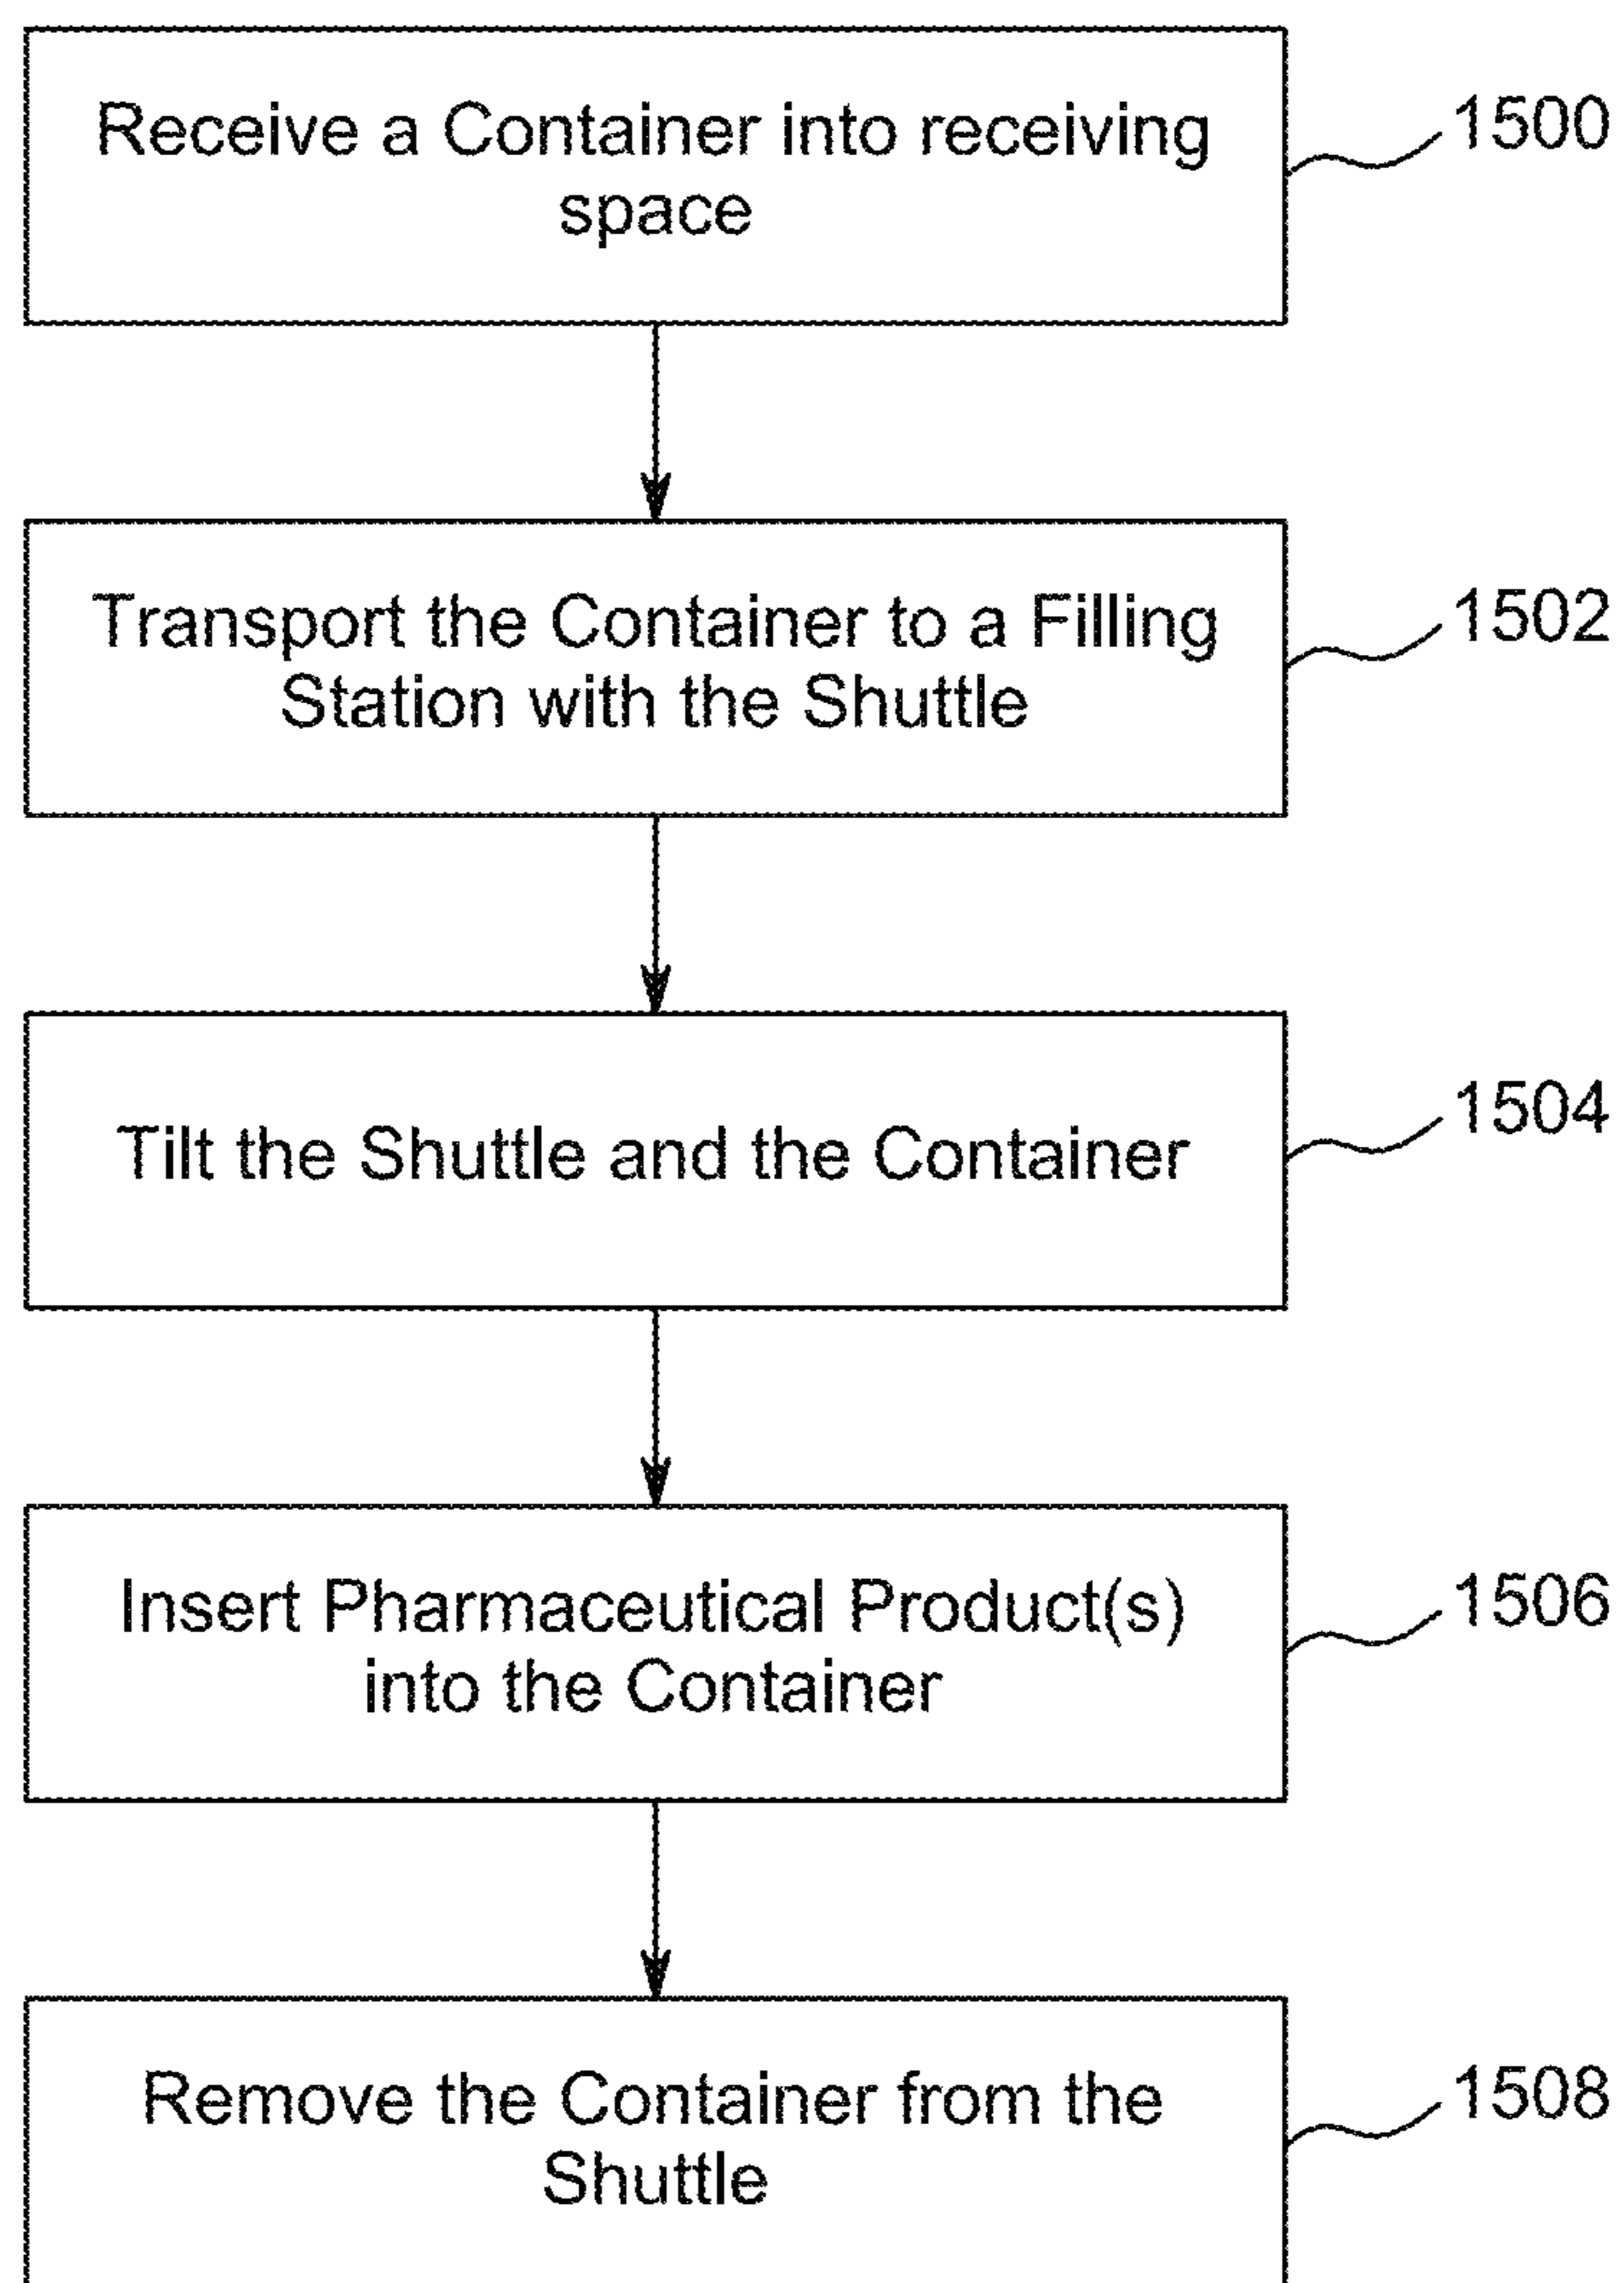 Receive a Container into receiving
space
1500
Transport the Container to a Filling
Station with the Shuttle
1502
Tilt the Shuttle and the Container
1504
Insert Pharmaceutical Product(s)
into the Container
1506
Remove the Container from the
Shuttle
1508